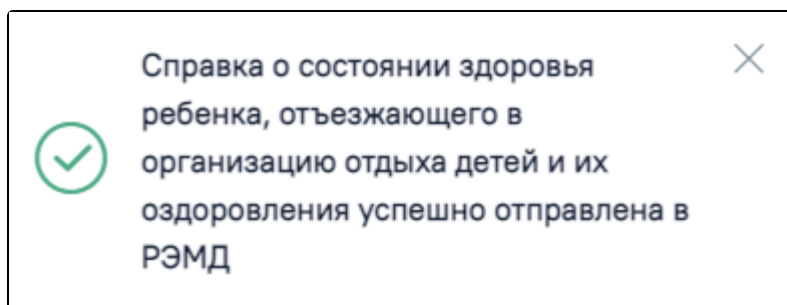 Справка о состоянии здоровья
ребенка, отъезжающего в
организацию отдыха детей и их
оздоровления успешно отправлена в
РЭМД